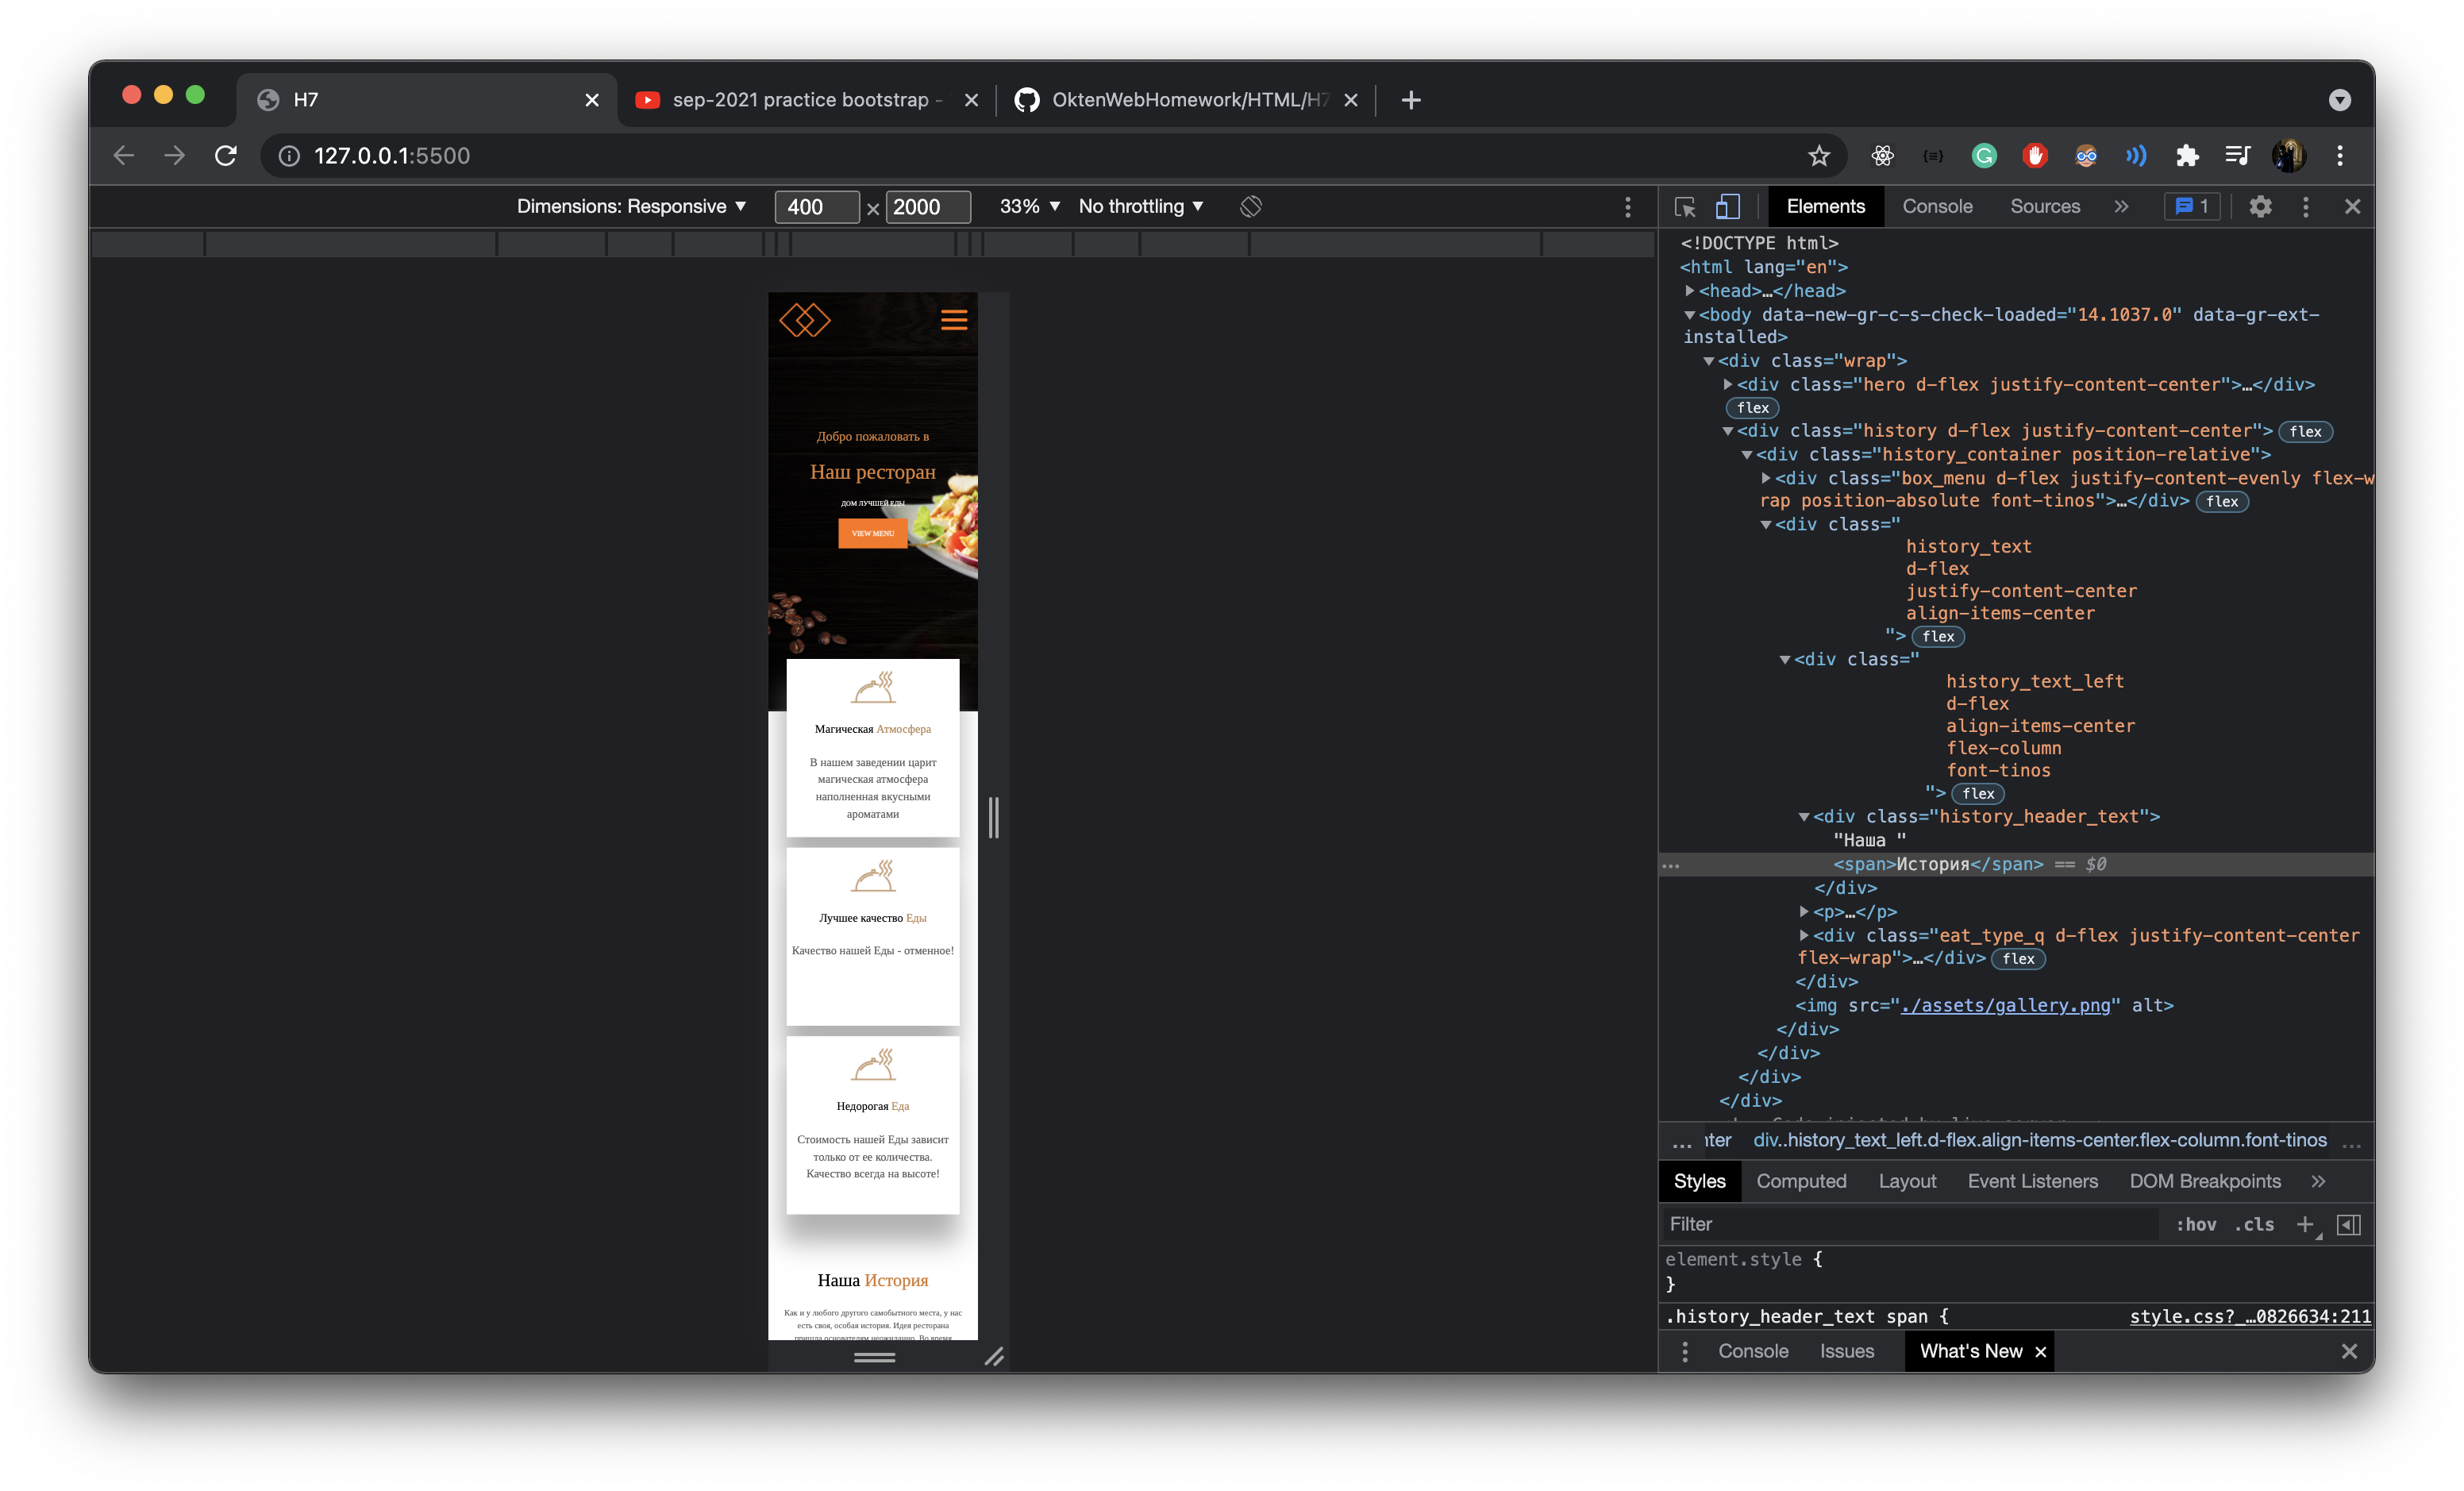 H7
sep-2021 practice bootstrap -
OktenWebHomework/HTML/H7
127.0.0.1:5500
Dimensions: Responsive ▼ 400 × 2000 33% ▼ No throttling ▼
Добро пожаловать в
Наш ресторан
ДОМ ЛУЧШЕЙ ЕДЫ
VIEW MENU
Магическая Атмосфера
В нашем заведении царит
магическая атмосфера
наполненная вкусными
ароматами
Лучшее качество Еды
Качество нашей Еды - отменное!
Недорогая Еда
Стоимость нашей Еды зависит
только от ее количества.
Качество всегда на высоте!
Наша История
Как и у любого другого самобытного места, у нас
есть своя, особая история. Идея ресторана
пришла основателям неожиданно. Во время
Elements Console Sources » 1
<!DOCTYPE html>
<html lang="en">
<head>…</head>
<body data-new-gr-c-s-check-loaded="14.1037.0" data-gr-ext-
installed>
<div class="wrap">
<div class="hero d-flex justify-content-center">…</div>
flex
<div class="history d-flex justify-content-center"> flex
<div class="history_container position-relative">
<div class="box_menu d-flex justify-content-evenly flex-w
rap position-absolute font-tinos">…</div> flex
<div class="
history_text
d-flex
justify-content-center
align-items-center
"> flex
<div class="
history_text_left
d-flex
align-items-center
flex-column
font-tinos
"> flex
<div class="history_header_text">
"Наша "
… <span>История</span> == $0
</div>
<p>…</p>
<div class="eat_type_q d-flex justify-content-center
flex-wrap">…</div> flex
</div>
<img src="./assets/gallery.png" alt>
</div>
</div>
</div>
</div>
… nter div..history_text_left.d-flex.align-items-center.flex-column.font-tinos …
Styles Computed Layout Event Listeners DOM Breakpoints »
Filter :hov .cls +
element.style {
}
.history_header_text span { style.css?_…0826634:211
Console Issues What's New ×